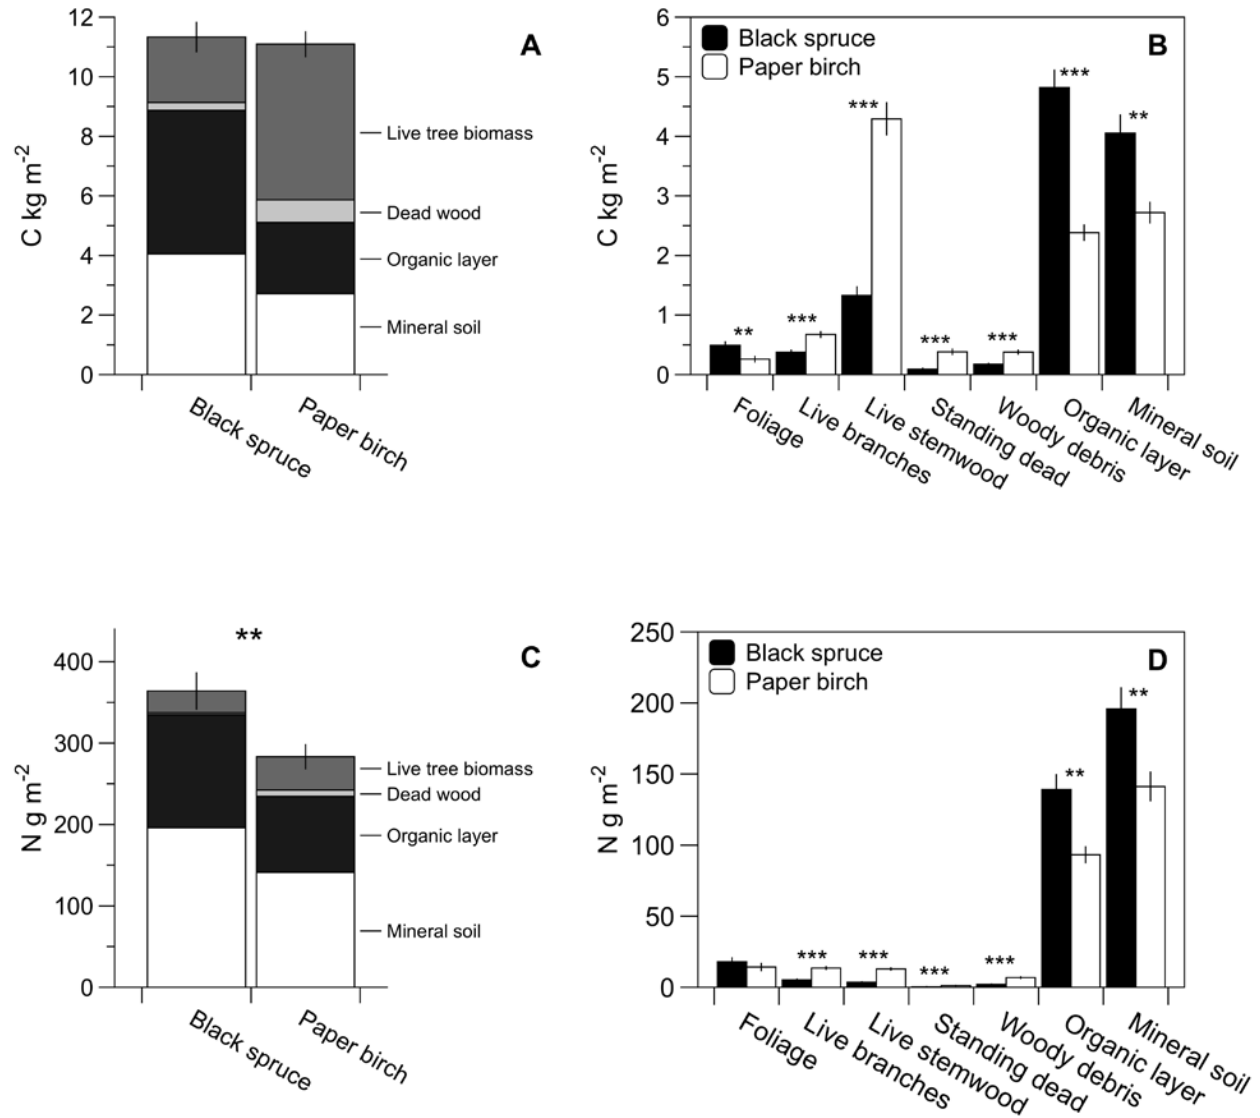 A
C kg m-2
12
10
8
6
4
2
0
Live tree biomass
Dead wood
Organic layer
Mineral soil
Black spruce
Paper birch
B
C kg m-2
6
5
4
3
2
1
0
Black spruce
Paper birch
**
***
***
***
***
***
**
Foliage
Live branches
Live stemwood
Standing dead
Woody debris
Organic layer
Mineral soil
**
C
N g m-2
400
300
200
100
0
Live tree biomass
Dead wood
Organic layer
Mineral soil
Black spruce
Paper birch
D
N g m-2
250
200
150
100
50
0
Black spruce
Paper birch
***
***
***
***
**
**
Foliage
Live branches
Live stemwood
Standing dead
Woody debris
Organic layer
Mineral soil